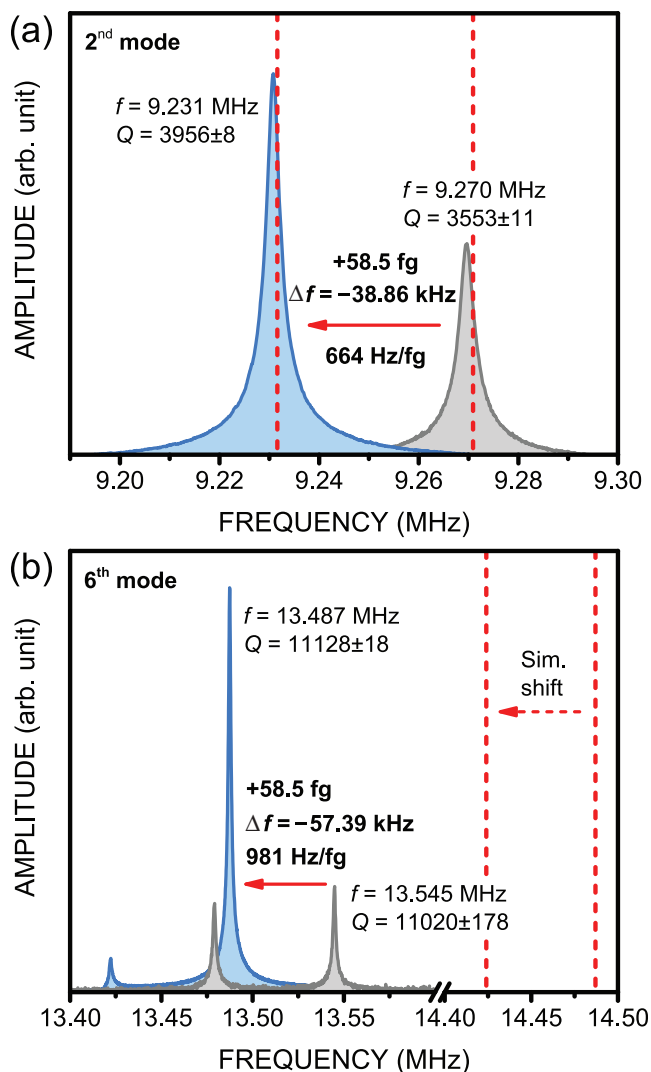 (a)
2nd mode
f = 9.231 MHz
Q = 3956±8
f = 9.270 MHz
Q = 3553±11
+58.5 fg
Δf = −38.86 kHz
664 Hz/fg
AMPLITUDE (arb. unit)
9.20 9.22 9.24 9.26 9.28 9.30
FREQUENCY (MHz)
(b)
6th mode
f = 13.487 MHz
Q = 11128±18
Sim.
shift
+58.5 fg
Δf = −57.39 kHz
981 Hz/fg
f = 13.545 MHz
Q = 11020±178
AMPLITUDE (arb. unit)
13.40 13.45 13.50 13.55 14.40 14.45 14.50
FREQUENCY (MHz)